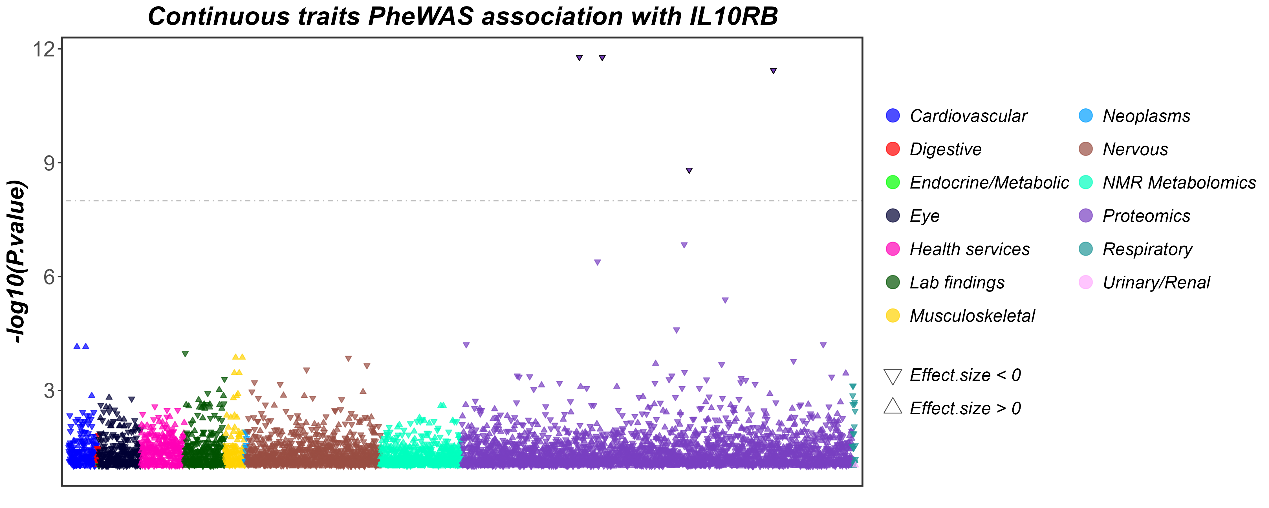 Continuous traits PheWAS association with IL10RB
12
9
6
3
-log10(P.value)
Cardiovascular
Digestive
Endocrine/Metabolic
Eye
Health services
Lab findings
Musculoskeletal
Neoplasms
Nervous
NMR Metabolomics
Proteomics
Respiratory
Urinary/Renal
Effect.size < 0
Effect.size > 0